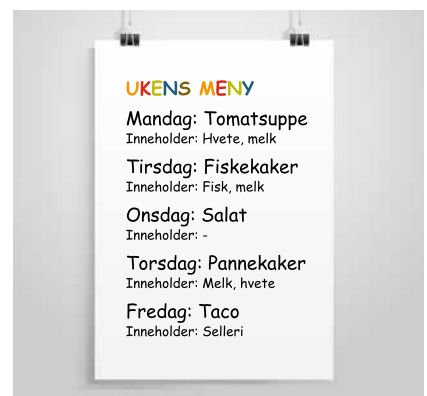 UKENS MENY
Mandag: Tomatsuppe
Inneholder: Hvete, melk
Tirsdag: Fiskekaker
Inneholder: Fisk, melk
Onsdag: Salat
Inneholder: -
Torsdag: Pannekaker
Inneholder: Melk, hvete
Fredag: Taco
Inneholder: Selleri